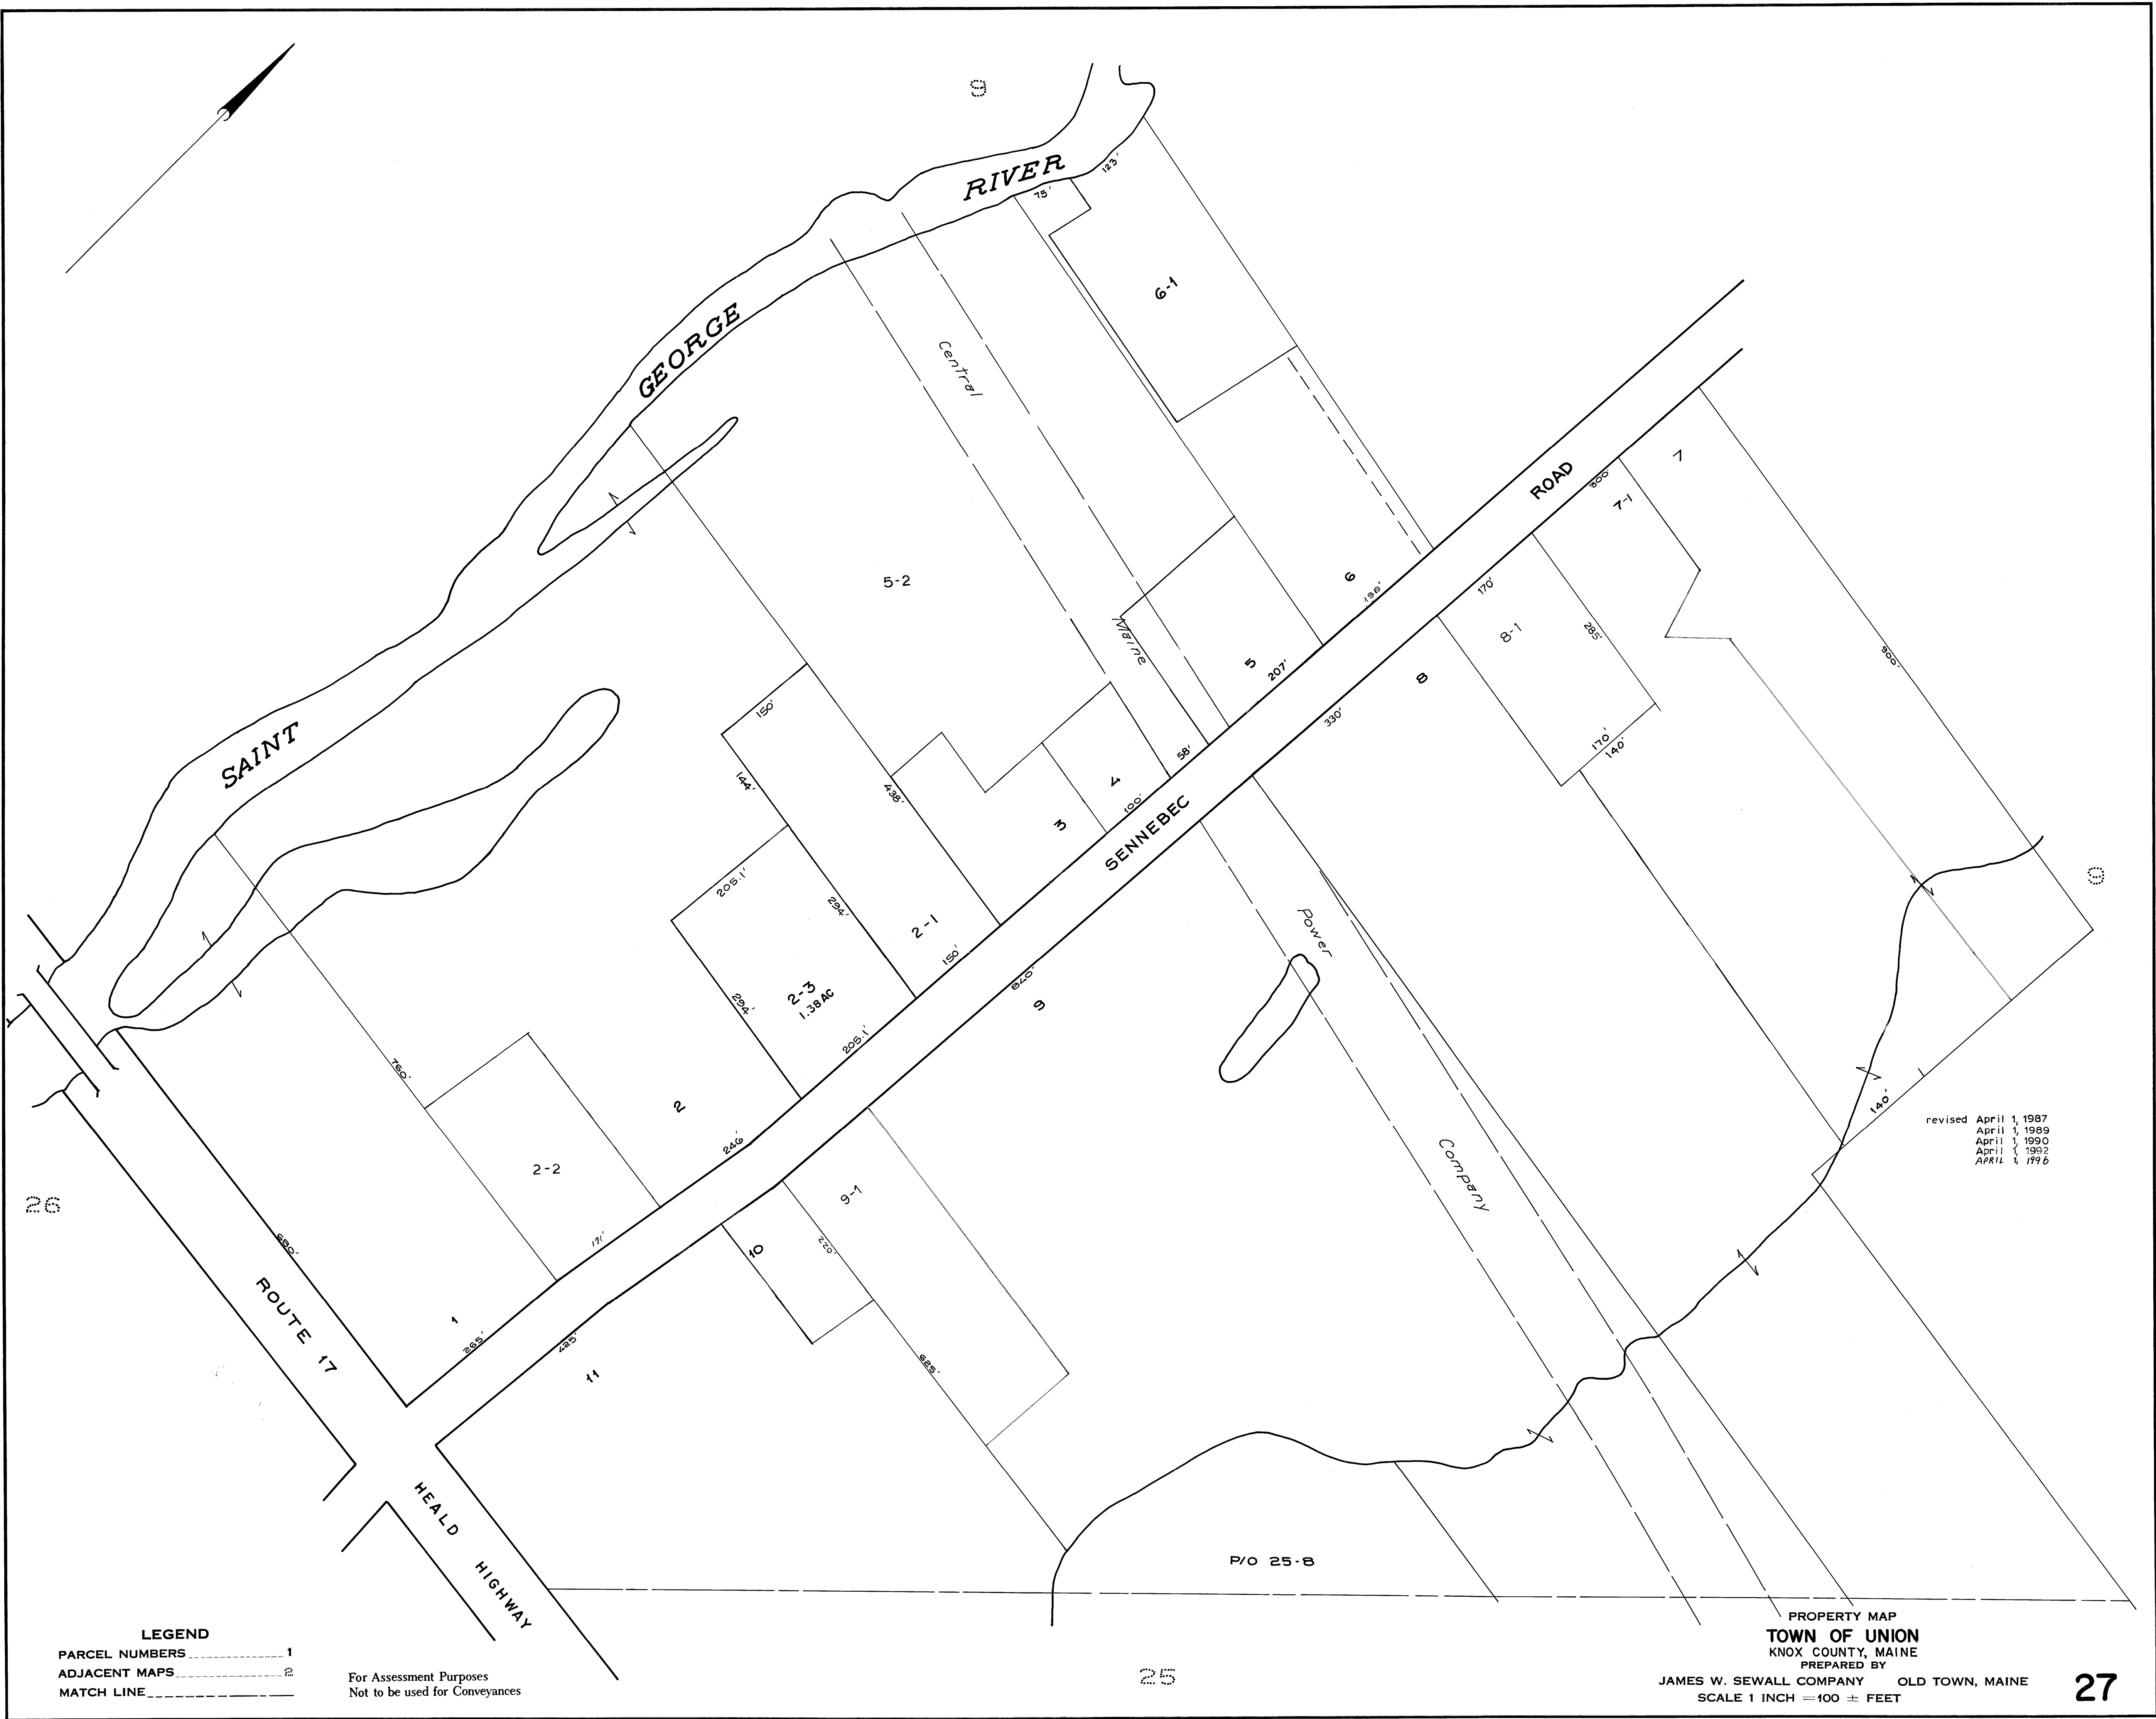 9
RIVER
75'
123'
6-1
GEORGE
Central
ROAD
300'
7
7-1
5-2
6
198'
170'
8-1
285'
Maine
5
207'
8
900'
150'
SAINT
330'
170'
140'
144'
438'
58'
4
100'
3
SENNEBEC
205.1'
294'
2-1
150'
9
Power
840'
9
294'
2-3
1.38 AC
205.1'
760'
2
246'
140'
revised April 1, 1987
April 1, 1989
April 1, 1990
April 1, 1992
APRIL 1, 1996
2-2
Company
9-1
26
171'
10
220'
680'
ROUTE 17
1
265'
425'
11
625'
HEALD HIGHWAY
P/O 25-8
LEGEND
PARCEL NUMBERS 1
ADJACENT MAPS 2
MATCH LINE
For Assessment Purposes
Not to be used for Conveyances
25
PROPERTY MAP
TOWN OF UNION
KNOX COUNTY, MAINE
PREPARED BY
JAMES W. SEWALL COMPANY OLD TOWN, MAINE
SCALE 1 INCH = 100 ± FEET
27